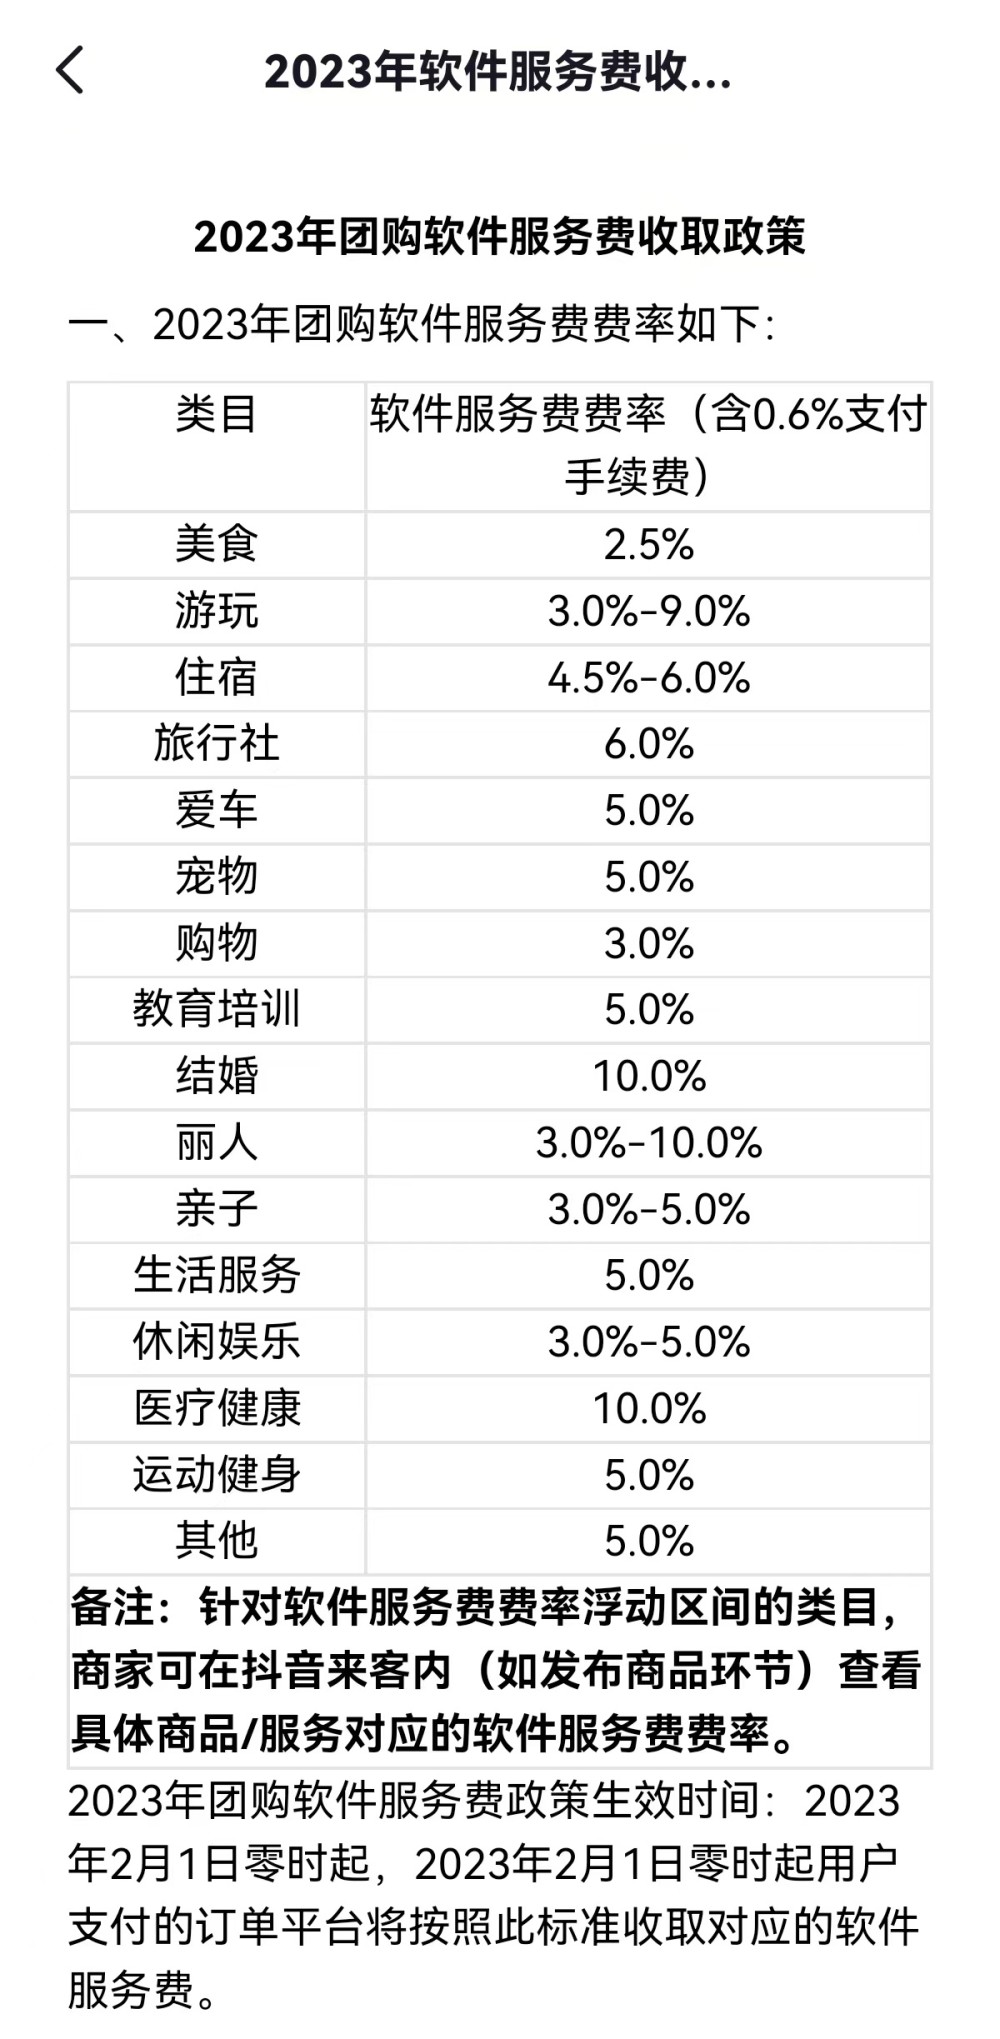 2023年软件服务费收...
2023年团购软件服务费收取政策
一、2023年团购软件服务费费率如下：
类目 软件服务费费率（含0.6%支付
手续费）
美食 2.5%
游玩 3.0%-9.0%
住宿 4.5%-6.0%
旅行社 6.0%
爱车 5.0%
宠物 5.0%
购物 3.0%
教育培训 5.0%
结婚 10.0%
丽人 3.0%-10.0%
亲子 3.0%-5.0%
生活服务 5.0%
休闲娱乐 3.0%-5.0%
医疗健康 10.0%
运动健身 5.0%
其他 5.0%
备注：针对软件服务费费率浮动区间的类目，
商家可在抖音来客内（如发布商品环节）查看
具体商品/服务对应的软件服务费费率。
2023年团购软件服务费政策生效时间：2023
年2月1日零时起，2023年2月1日零时起用户
支付的订单平台将按照此标准收取对应的软件
服务费。